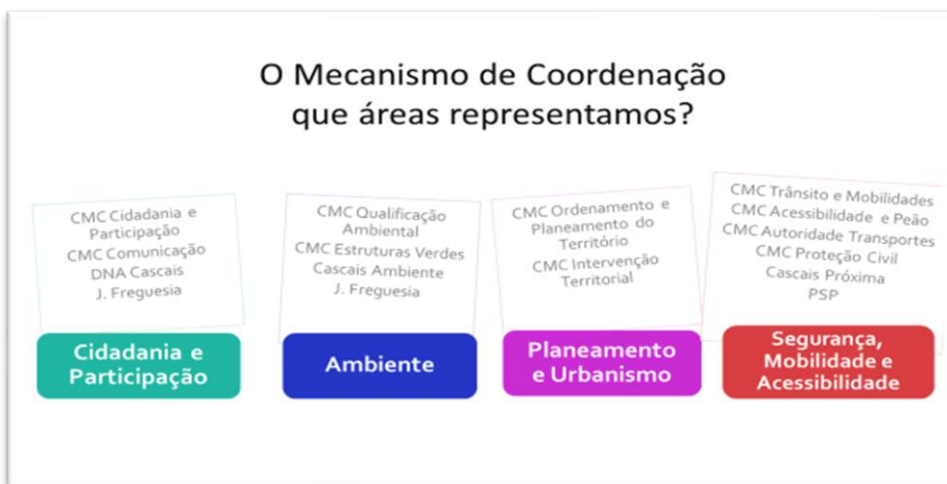 O Mecanismo de Coordenação
que áreas representamos?
CMC Cidadania e
Participação
CMC Comunicação
DNA Cascais
J. Freguesia
Cidadania e
Participação
CMC Qualificação
Ambiental
CMC Estruturas Verdes
Cascais Ambiente
J. Freguesia
Ambiente
CMC Ordenamento e
Planeamento do
Território
CMC Intervenção
Territorial
Planeamento
e Urbanismo
CMC Trânsito e Mobilidades
CMC Acessibilidade e Peão
CMC Autoridade Transportes
CMC Proteção Civil
Cascais Próxima
PSP
Segurança,
Mobilidade e
Acessibilidade